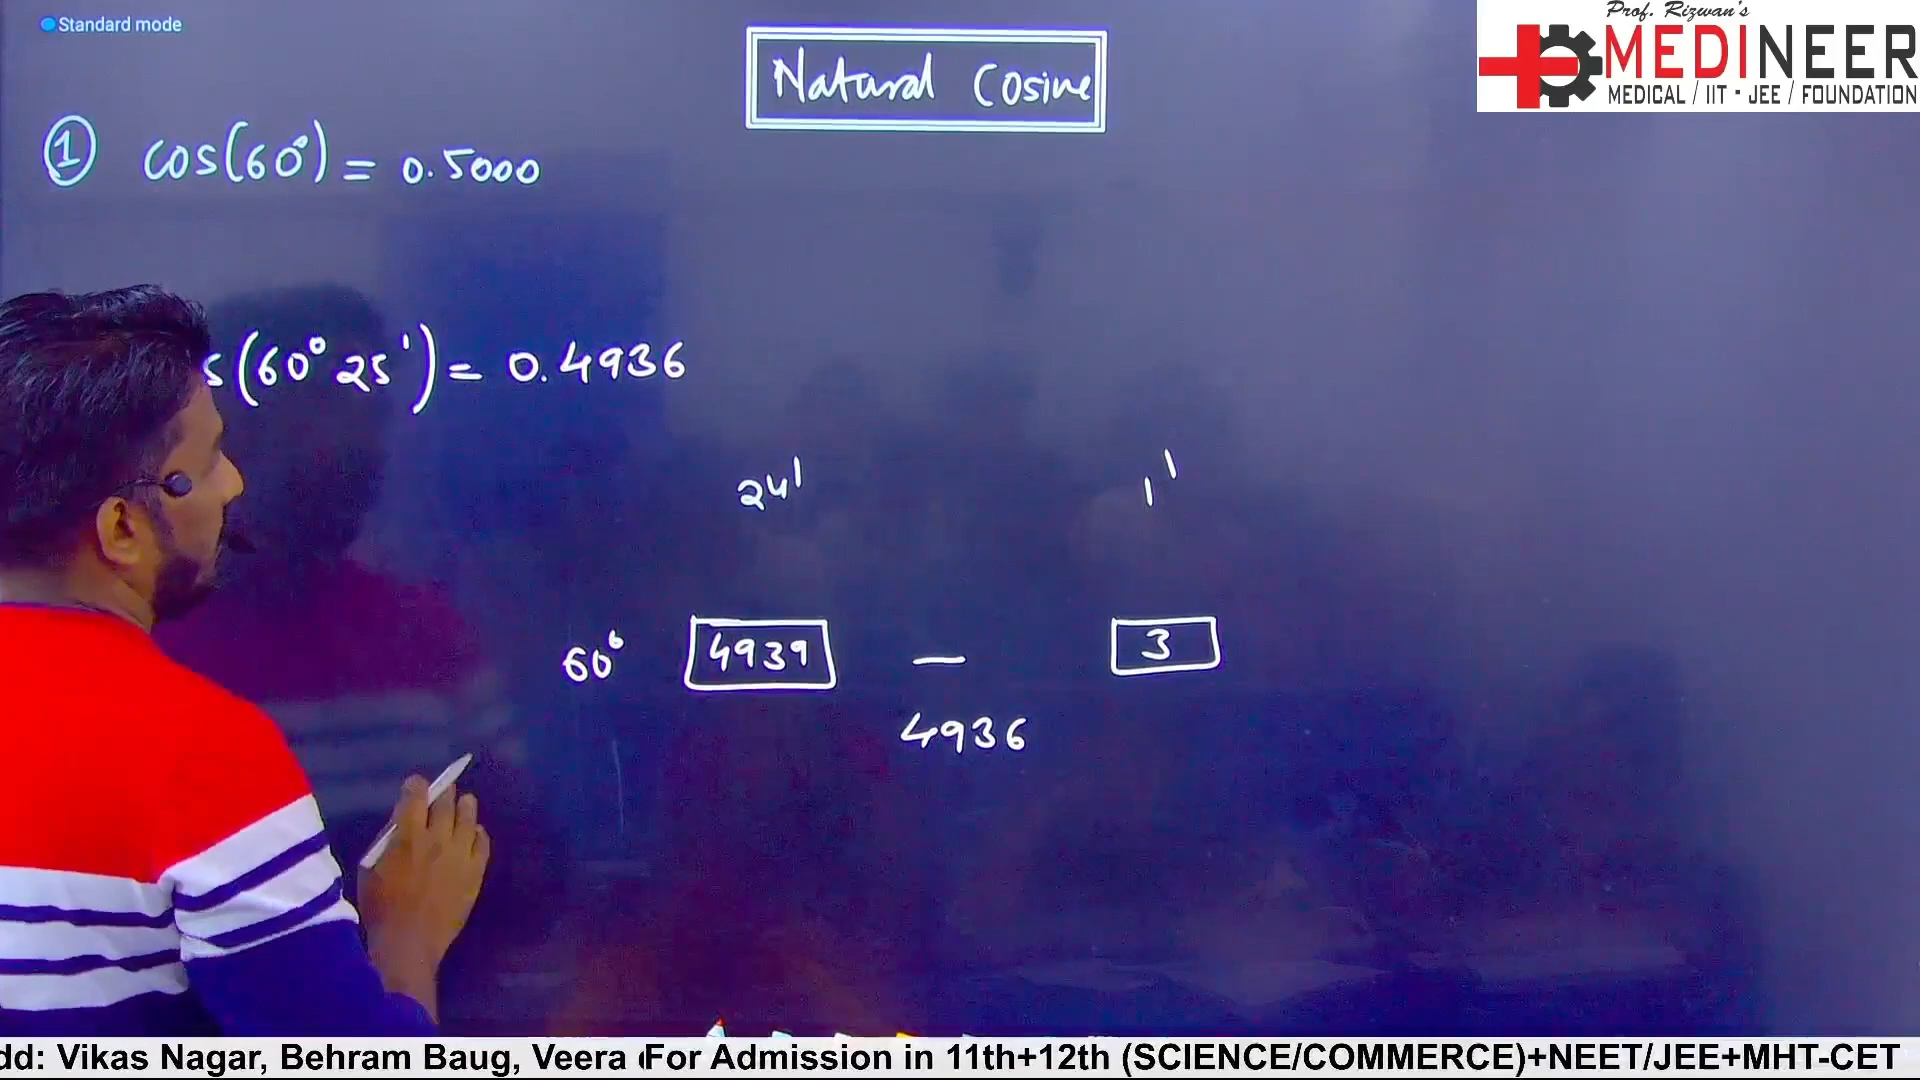 Standard mode
Prof. Rizwan's
MEDINEER
MEDICAL / IIT - JEE / FOUNDATION
Natural Cosine
① cos(60°) = 0.5000
s(60° 25') = 0.4936
24' 1'
60° 4939 — 3
4936
dd: Vikas Nagar, Behram Baug, Veera For Admission in 11th+12th (SCIENCE/COMMERCE)+NEET/JEE+MHT-CET